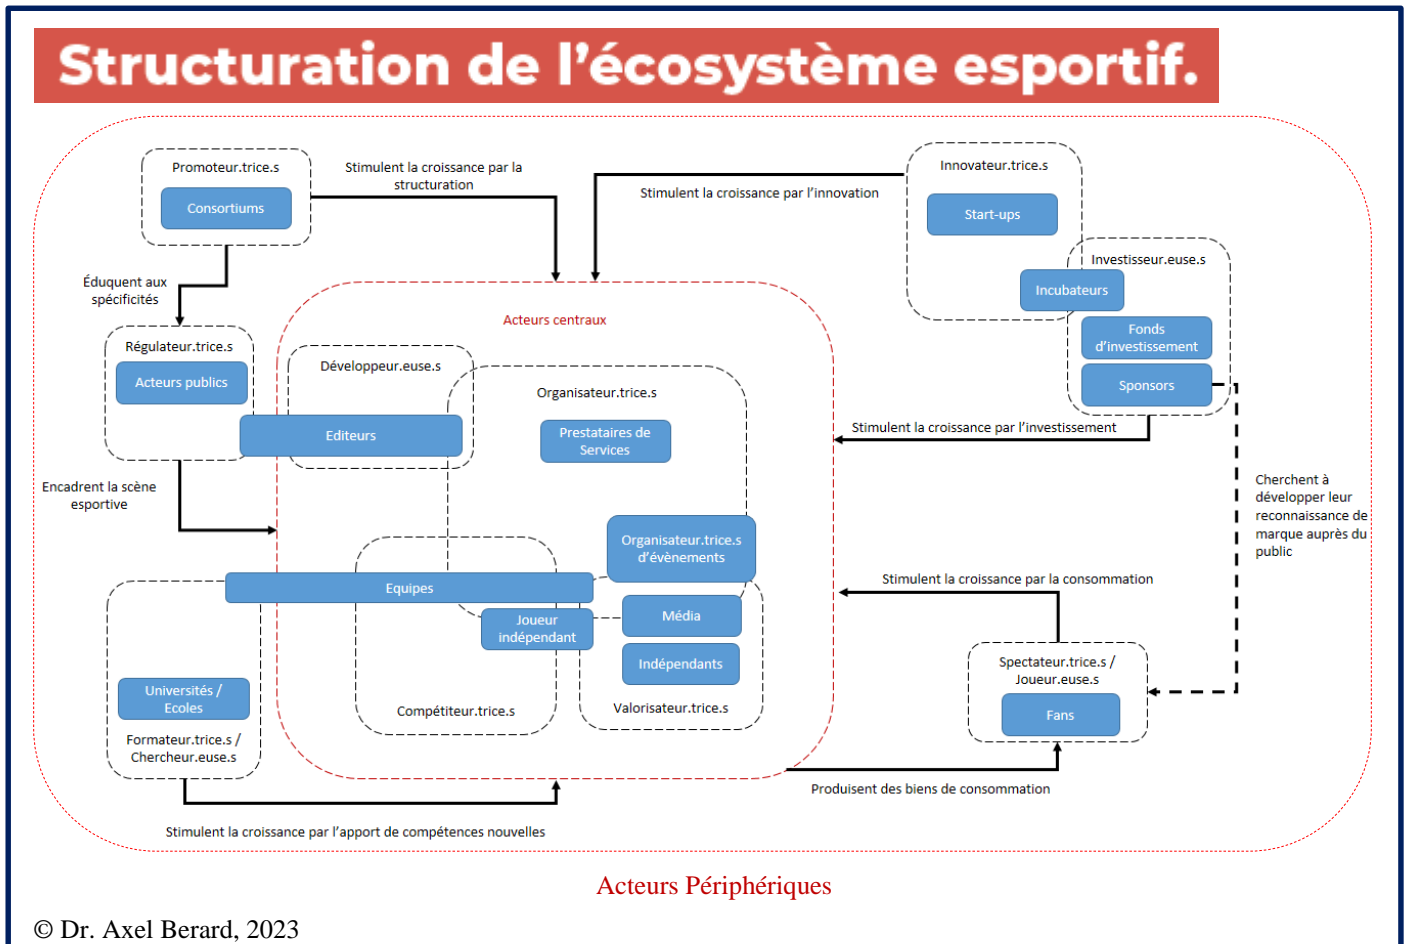 Structuration de l'écosystème esportif.
Promoteur.trice.s
Consortiums
Stimulent la croissance par la
structuration
Stimulent la croissance par l'innovation
Innovateur.trice.s
Start-ups
Investisseur.euse.s
Incubateurs
Fonds
d'investissement
Sponsors
Éduquent aux
spécificités
Régulateur.trice.s
Acteurs publics
Acteurs centraux
Développeur.euse.s
Editeurs
Organisateur.trice.s
Prestataires de
Services
Stimulent la croissance par l'investissement
Encadrent la scène
esportive
Cherchent à
développer leur
reconnaissance de
marque auprès du
public
Organisateur.trice.s
d'évènements
Equipes
Joueur
indépendant
Média
Indépendants
Compétiteur.trice.s
Valorisateur.trice.s
Stimulent la croissance par la consommation
Spectateur.trice.s /
Joueur.euse.s
Fans
Universités /
Ecoles
Formateur.trice.s /
Chercheur.euse.s
Produisent des biens de consommation
Stimulent la croissance par l'apport de compétences nouvelles
Acteurs Périphériques
© Dr. Axel Berard, 2023